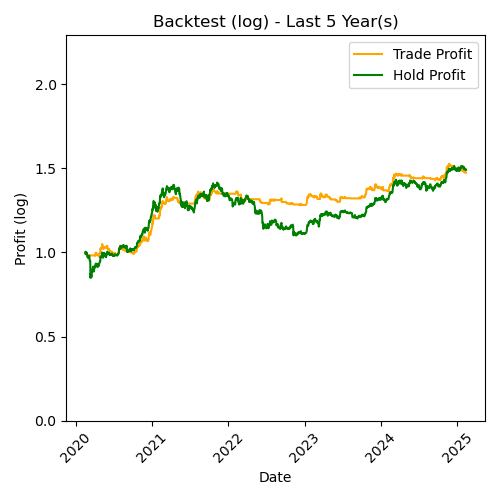 Backtest (log) - Last 5 Year(s)
Trade Profit
Hold Profit
Profit (log)
2.0
1.5
1.0
0.5
0.0
2020
2021
2022
2023
2024
2025
Date